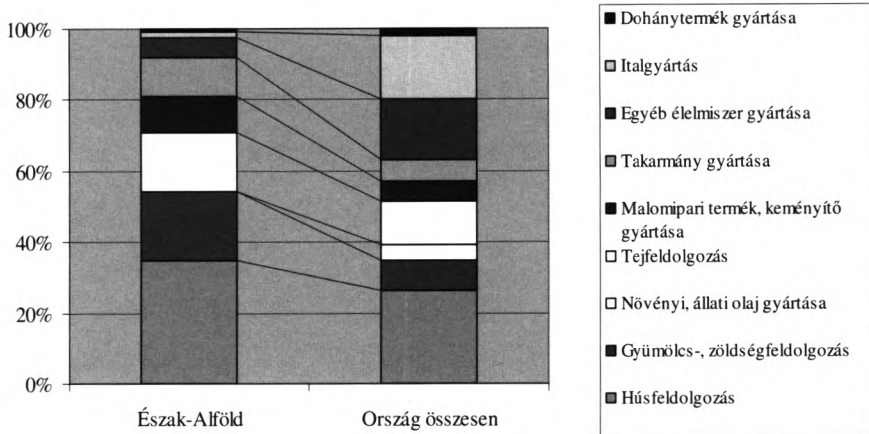 100%
80%
60%
40%
20%
0%
Észak-Alföld
Ország összesen
Dohánytermék gyártása
Italgyártás
Egyéb élelmiszer gyártása
Takarmány gyártása
Malomipari termék, keményítő
gyártása
Tejfeldolgozás
Növényi, állati olaj gyártása
Gyümölcs-, zöldségfeldolgozás
Húsfeldolgozás